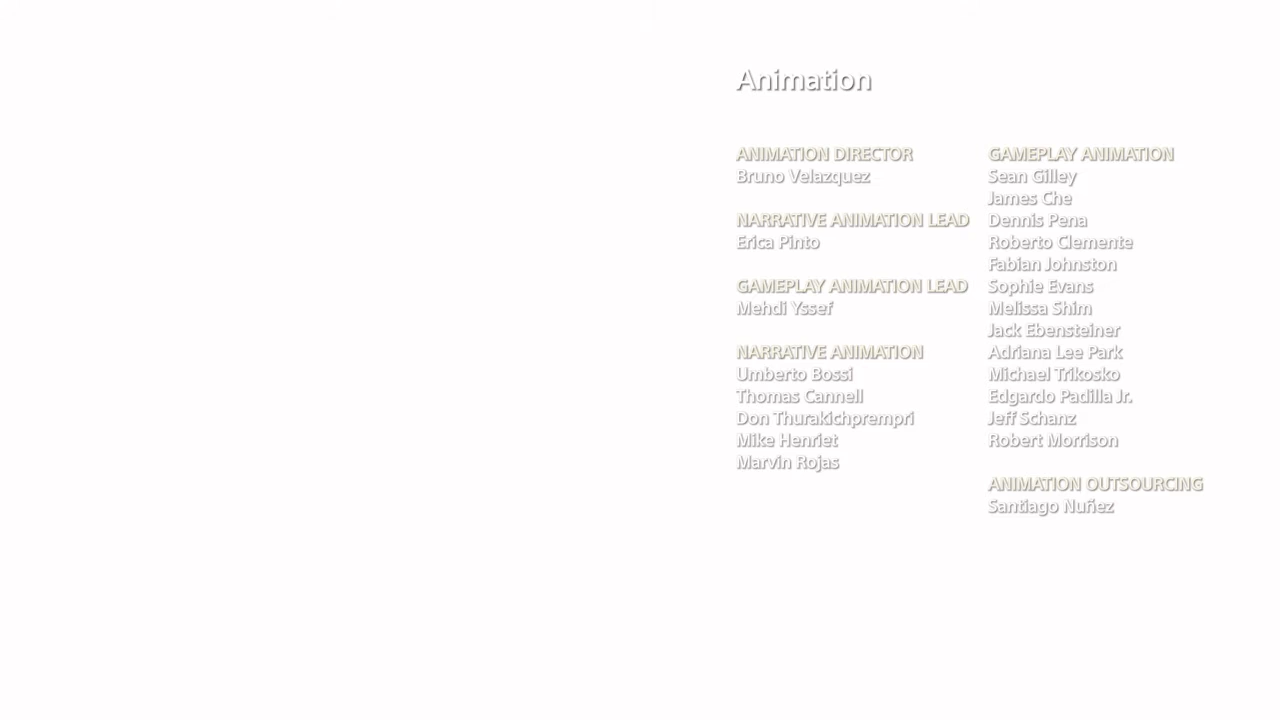 Animation
ANIMATION DIRECTOR
Bruno Velazquez
NARRATIVE ANIMATION LEAD
Erica Pinto
GAMEPLAY ANIMATION LEAD
Mehdi Yssef
NARRATIVE ANIMATION
Umberto Bossi
Thomas Cannell
Don Thurakichprempri
Mike Henriet
Marvin Rojas
GAMEPLAY ANIMATION
Sean Gilley
James Che
Dennis Pena
Roberto Clemente
Fabian Johnston
Sophie Evans
Melissa Shim
Jack Ebensteiner
Adriana Lee Park
Michael Trikosko
Edgardo Padilla Jr.
Jeff Schanz
Robert Morrison
ANIMATION OUTSOURCING
Santiago Nuñez